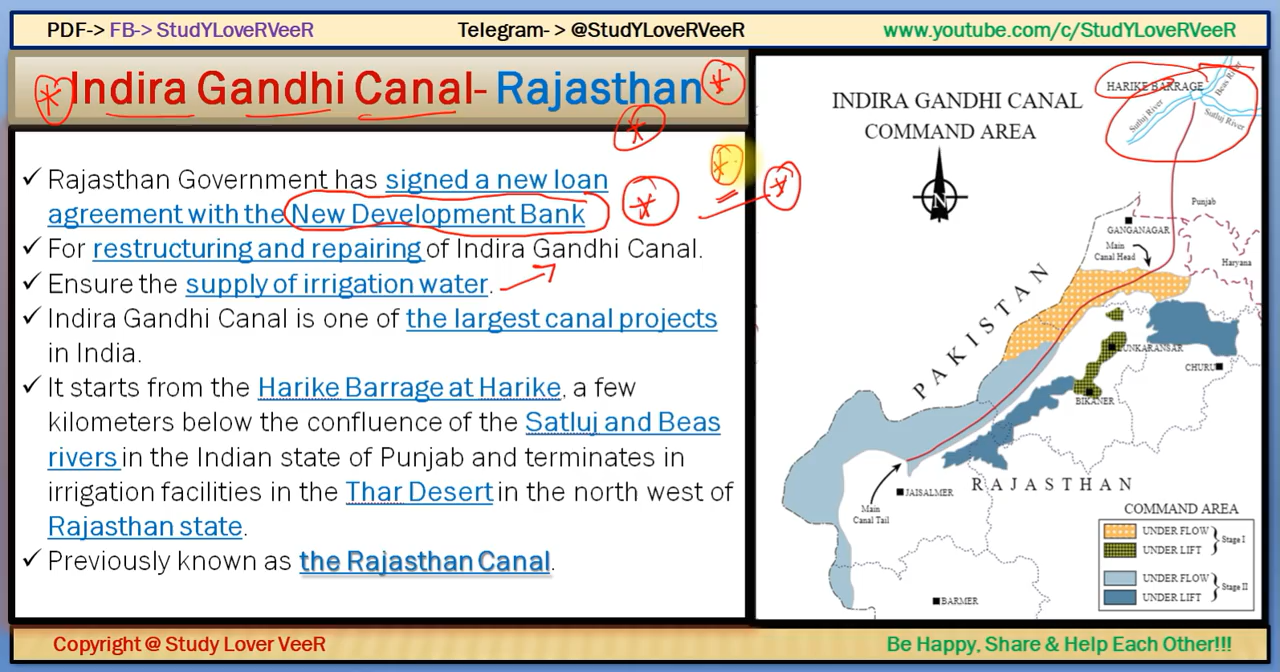 PDF-> FB-> StudYLoverVeeR
Telegram- > @StudYLoveRVeeR
www.youtube.com/c/StudYLoveRVeeR
Indira Gandhi Canal- Rajasthan
✓ Rajasthan Government has signed a new loan
agreement with the New Development Bank
✓ For restructuring and repairing of Indira Gandhi Canal.
✓ Ensure the supply of irrigation water.
✓ Indira Gandhi Canal is one of the largest canal projects
in India.
✓ It starts from the Harike Barrage at Harike, a few
kilometers below the confluence of the Satluj and Beas
rivers in the Indian state of Punjab and terminates in
irrigation facilities in the Thar Desert in the north west of
Rajasthan state.
✓ Previously known as the Rajasthan Canal.
INDIRA GANDHI CANAL
COMMAND AREA
HARIKE BARRAGE
Beas River
Satluj River
Satluj River
N
Punjab
GANGANAGAR
Main
Canal Head
Haryana
PAKISTAN
LUNKARANSAR
CHURU
BIKANER
RAJASTHAN
JAISALMER
Main
Canal Tail
BARMER
COMMAND AREA
UNDER FLOW
UNDER LIFT
Stage I
UNDER FLOW
UNDER LIFT
Stage II
Copyright @ Study Lover VeeR
Be Happy, Share & Help Each Other!!!